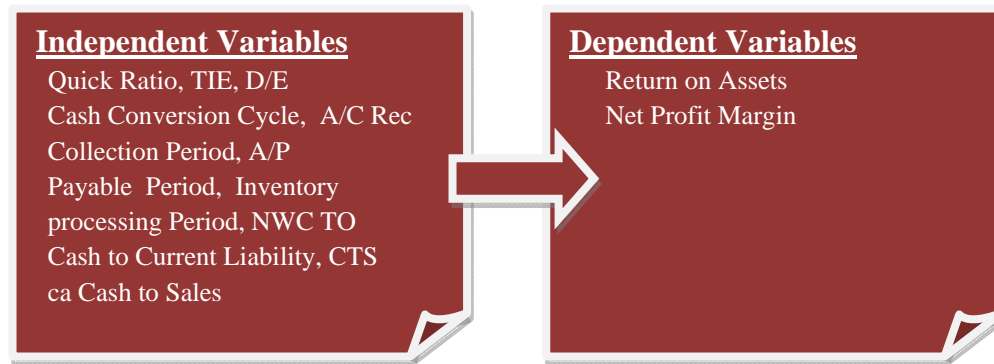 Independent Variables
Quick Ratio, TIE, D/E
Cash Conversion Cycle, A/C Rec
Collection Period, A/P
Payable Period, Inventory
processing Period, NWC TO
Cash to Current Liability, CTS
ca Cash to Sales
Dependent Variables
Return on Assets
Net Profit Margin